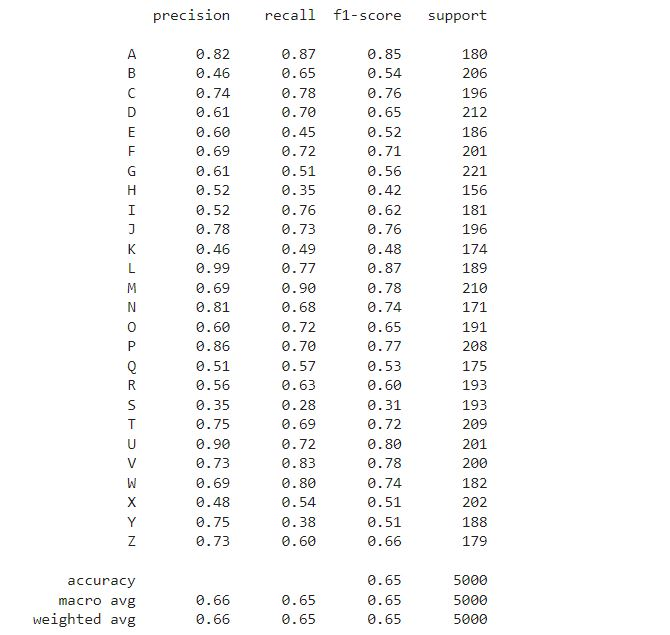 precision recall f1-score support
A 0.82 0.87 0.85 180
B 0.46 0.65 0.54 206
C 0.74 0.78 0.76 196
D 0.61 0.70 0.65 212
E 0.60 0.45 0.52 186
F 0.69 0.72 0.71 201
G 0.61 0.51 0.56 221
H 0.52 0.35 0.42 156
I 0.52 0.76 0.62 181
J 0.78 0.73 0.76 196
K 0.46 0.49 0.48 174
L 0.99 0.77 0.87 189
M 0.69 0.90 0.78 210
N 0.81 0.68 0.74 171
O 0.60 0.72 0.65 191
P 0.86 0.70 0.77 208
Q 0.51 0.57 0.53 175
R 0.56 0.63 0.60 193
S 0.35 0.28 0.31 193
T 0.75 0.69 0.72 209
U 0.90 0.72 0.80 201
V 0.73 0.83 0.78 200
W 0.69 0.80 0.74 182
X 0.48 0.54 0.51 202
Y 0.75 0.38 0.51 188
Z 0.73 0.60 0.66 179
accuracy 0.65 5000
macro avg 0.66 0.65 0.65 5000
weighted avg 0.66 0.65 0.65 5000